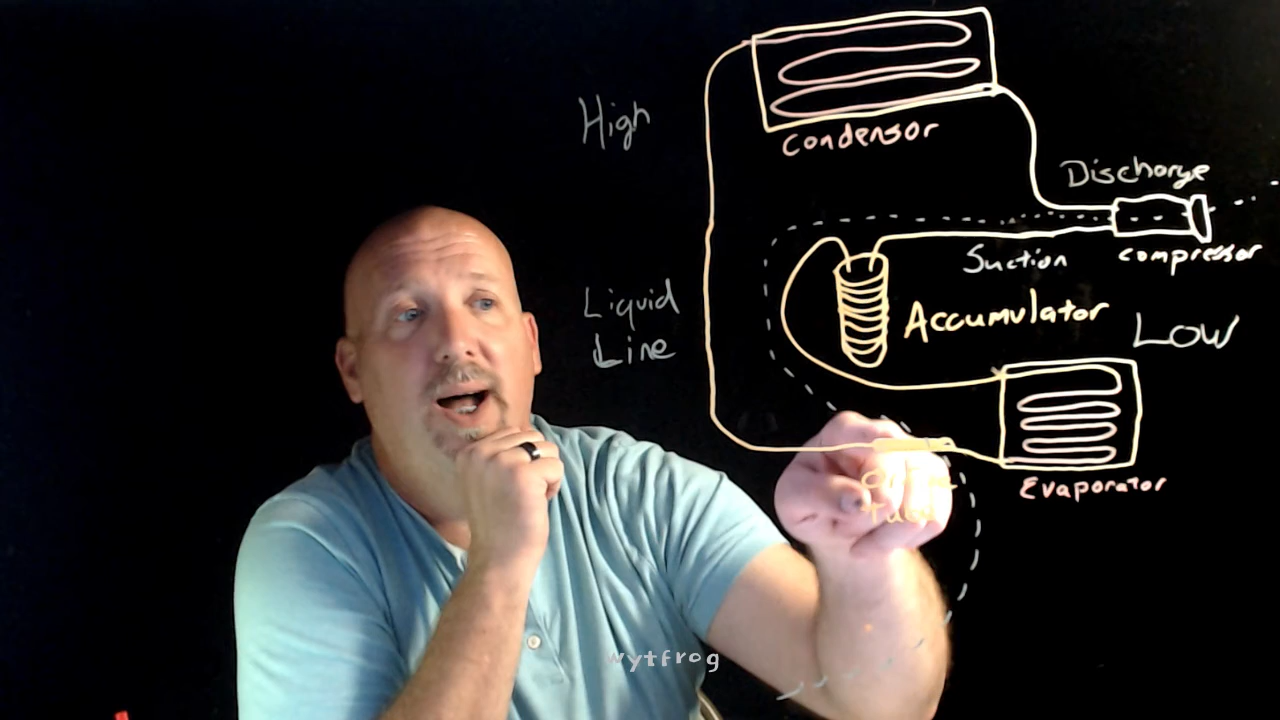 High
Condensor
Discharge
compressor
Suction
Liquid
Line
Accumulator
Low
Evaporator
wytfrog